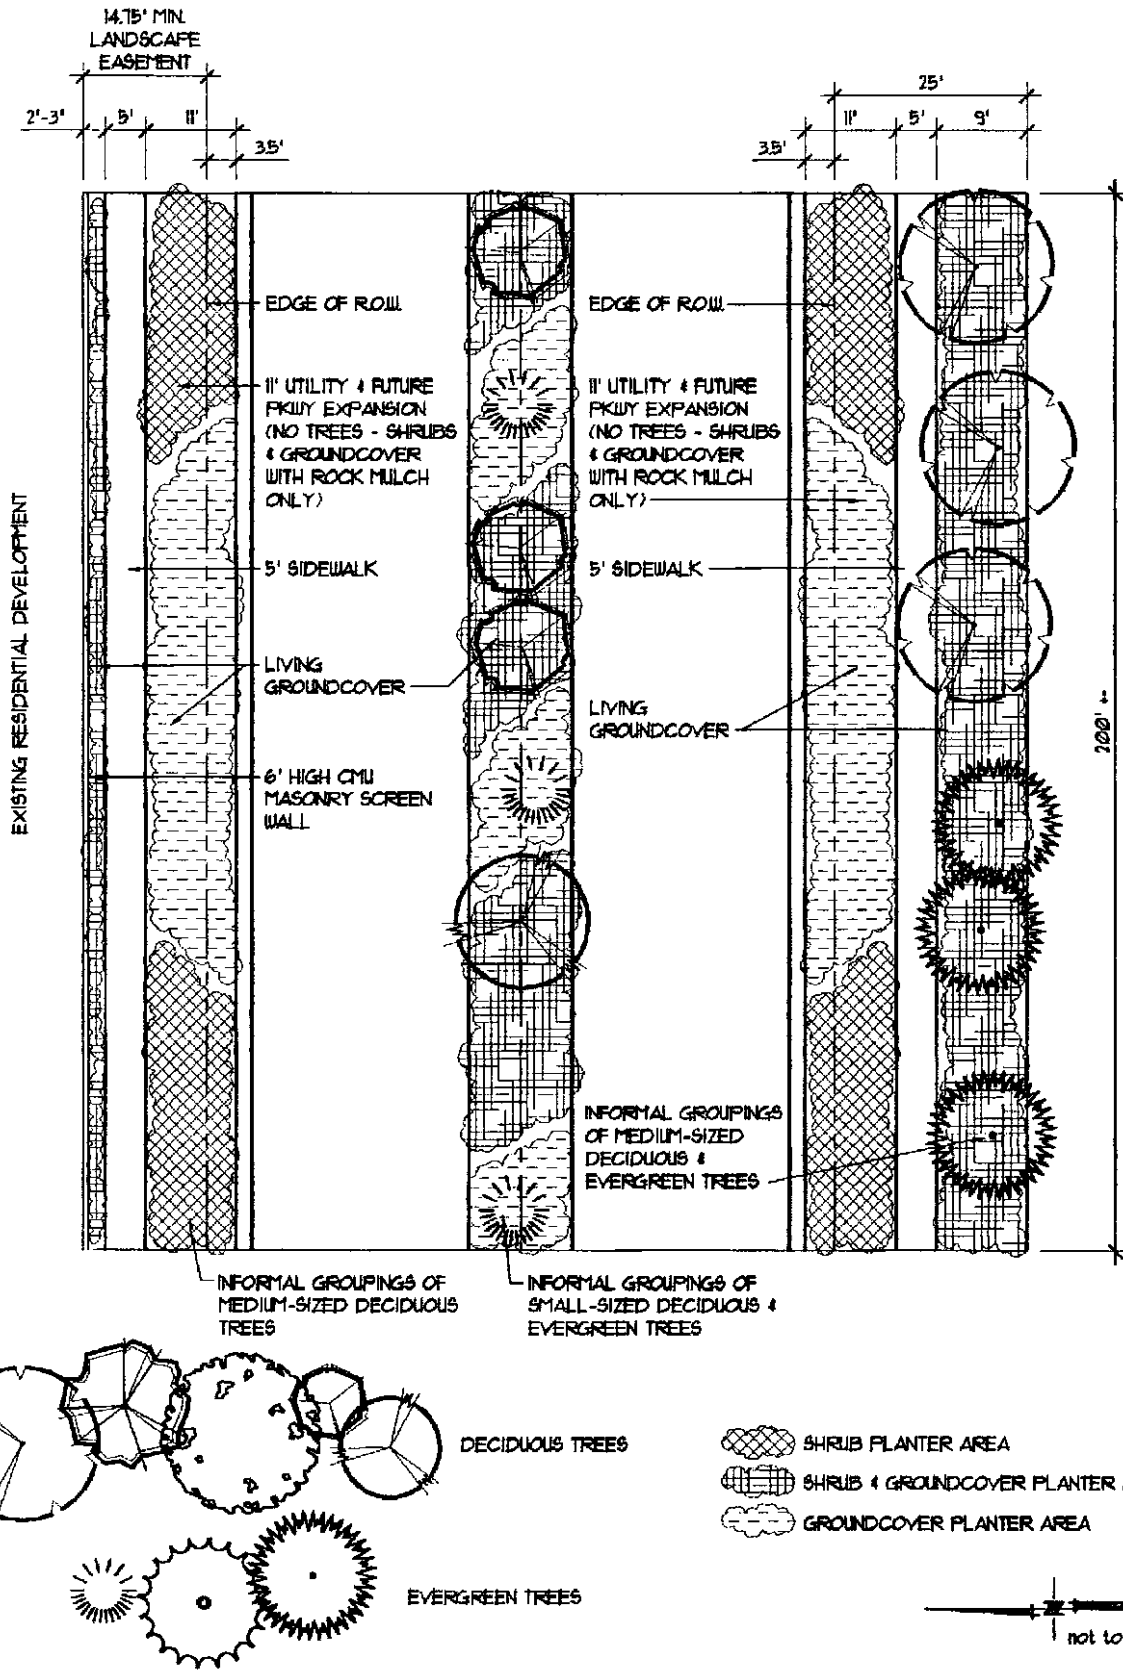 14.75' MIN.
LANDSCAPE
EASEMENT
2'-3"
5'
11'
3.5'
25'
11'
5'
9'
3.5'
EDGE OF R.O.W.
EDGE OF R.O.W.
11' UTILITY & FUTURE
PKWY EXPANSION
(NO TREES - SHRUBS
& GROUNDCOVER
WITH ROCK MULCH
ONLY)
11' UTILITY & FUTURE
PKWY EXPANSION
(NO TREES - SHRUBS
& GROUNDCOVER
WITH ROCK MULCH
ONLY)
EXISTING RESIDENTIAL DEVELOPMENT
5' SIDEWALK
5' SIDEWALK
LIVING
GROUNDCOVER
LIVING
GROUNDCOVER
200' +-
6' HIGH CMU
MASONRY SCREEN
WALL
INFORMAL GROUPINGS
OF MEDIUM-SIZED
DECIDUOUS &
EVERGREEN TREES
INFORMAL GROUPINGS OF
MEDIUM-SIZED DECIDUOUS
TREES
INFORMAL GROUPINGS OF
SMALL-SIZED DECIDUOUS &
EVERGREEN TREES
DECIDUOUS TREES
EVERGREEN TREES
SHRUB PLANTER AREA
SHRUB & GROUNDCOVER PLANTER
GROUNDCOVER PLANTER AREA
not to